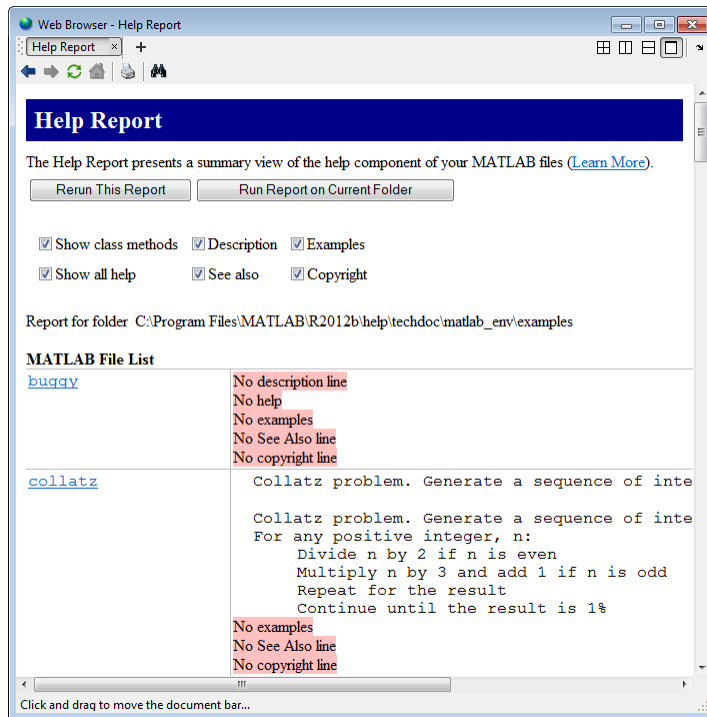 Web Browser - Help Report
Help Report
Help Report
The Help Report presents a summary view of the help component of your MATLAB files (Learn More).
Rerun This Report Run Report on Current Folder
Show class methods Description Examples
Show all help See also Copyright
Report for folder C:\Program Files\MATLAB\R2012b\help\techdoc\matlab_env\examples
MATLAB File List
buggy No description line
No help
No examples
No See Also line
No copyright line
collatz Collatz problem. Generate a sequence of inte
Collatz problem. Generate a sequence of inte
For any positive integer, n:
Divide n by 2 if n is even
Multiply n by 3 and add 1 if n is odd
Repeat for the result
Continue until the result is 1%
No examples
No See Also line
No copyright line
Click and drag to move the document bar...